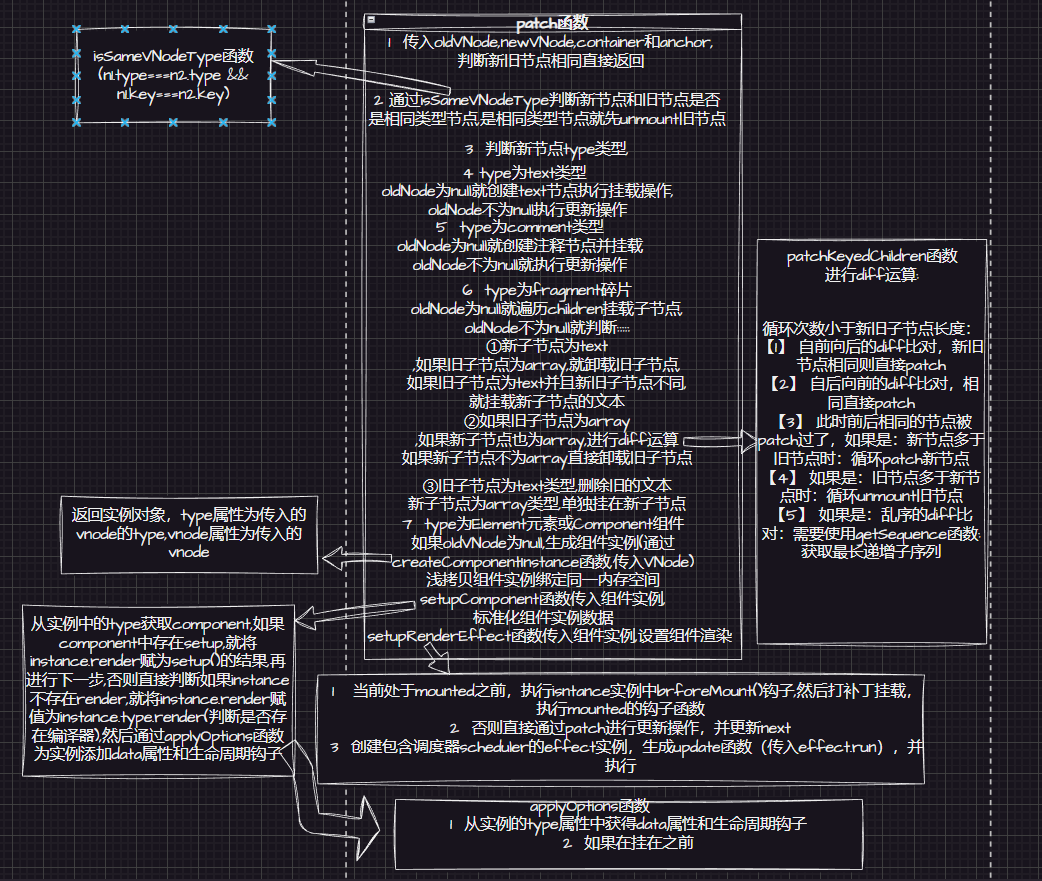 isSameVNodeType函数
(n1.type===n2.type &&
n1.key===n2.key)
patch函数
1 传入oldVNode,newVNode,container和anchor,
判断新旧节点相同直接返回
2 通过isSameVNodeType判断新节点和旧节点是否
是相同类型节点,是相同类型节点就先unmount旧节点
3 判断新节点type类型,
4 type为text类型
oldNode为null就创建text节点执行挂载操作,
oldNode不为null执行更新操作
5 type为comment类型
oldNode为null就创建注释节点并挂载
oldNode不为null就执行更新操作
6 type为fragment碎片
oldNode为null就遍历children挂载子节点,
oldNode不为null就判断:::::
①新子节点为text
,如果旧子节点为array,就卸载旧子节点
如果旧子节点为text并且新旧子节点不同,
就挂载新子节点的文本
②如果旧子节点为array
,如果新子节点也为array,进行diff运算
如果新子节点不为array,直接卸载旧子节点
③旧子节点为text类型,删除旧的文本
新子节点为array类型,单独挂在新子节点
7 type为Element元素或Component组件
如果oldVNode为null,生成组件实例(通过
createComponentInstance函数,传入VNode)
浅拷贝组件实例绑定同一内存空间
setupComponent函数传入组件实例,
标准化组件实例数据
setupRenderEffect函数传入组件实例,设置组件渲染
patchKeyedChildren函数
进行diff运算:
循环次数小于新旧子节点长度：
【1】 自前向后的diff比对，新旧
节点相同则直接patch
【2】 自后向前的diff比对，相
同直接patch
【3】 此时前后相同的节点被
patch过了，如果是：新节点多于
旧节点时：循环patch新节点
【4】 如果是：旧节点多于新节
点时：循环unmount旧节点
【5】 如果是：乱序的diff比
对：需要使用getSequence函数:
获取最长递增子序列
返回实例对象，type属性为传入的
vnode的type,vnode属性为传入的
vnode
从实例中的type获取component,如果
component中存在setup,就将
instance.render赋为setup()的结果,再
进行下一步,否则直接判断如果instance
不存在render,就将instance.render赋
值为instance.type.render(判断是否存
在编译器),然后通过applyOptions函数
为实例添加data属性和生命周期钩子
1 当前处于mounted之前，执行isntance实例中brforeMount()钩子,然后打补丁挂载，
执行mounted的钩子函数
2 否则直接通过patch进行更新操作，并更新next
3 创建包含调度器scheduler的effect实例，生成update函数（传入effect.run），并
执行
applyOptions函数
1 从实例的type属性中获得data属性和生命周期钩子
2 如果在挂在之前